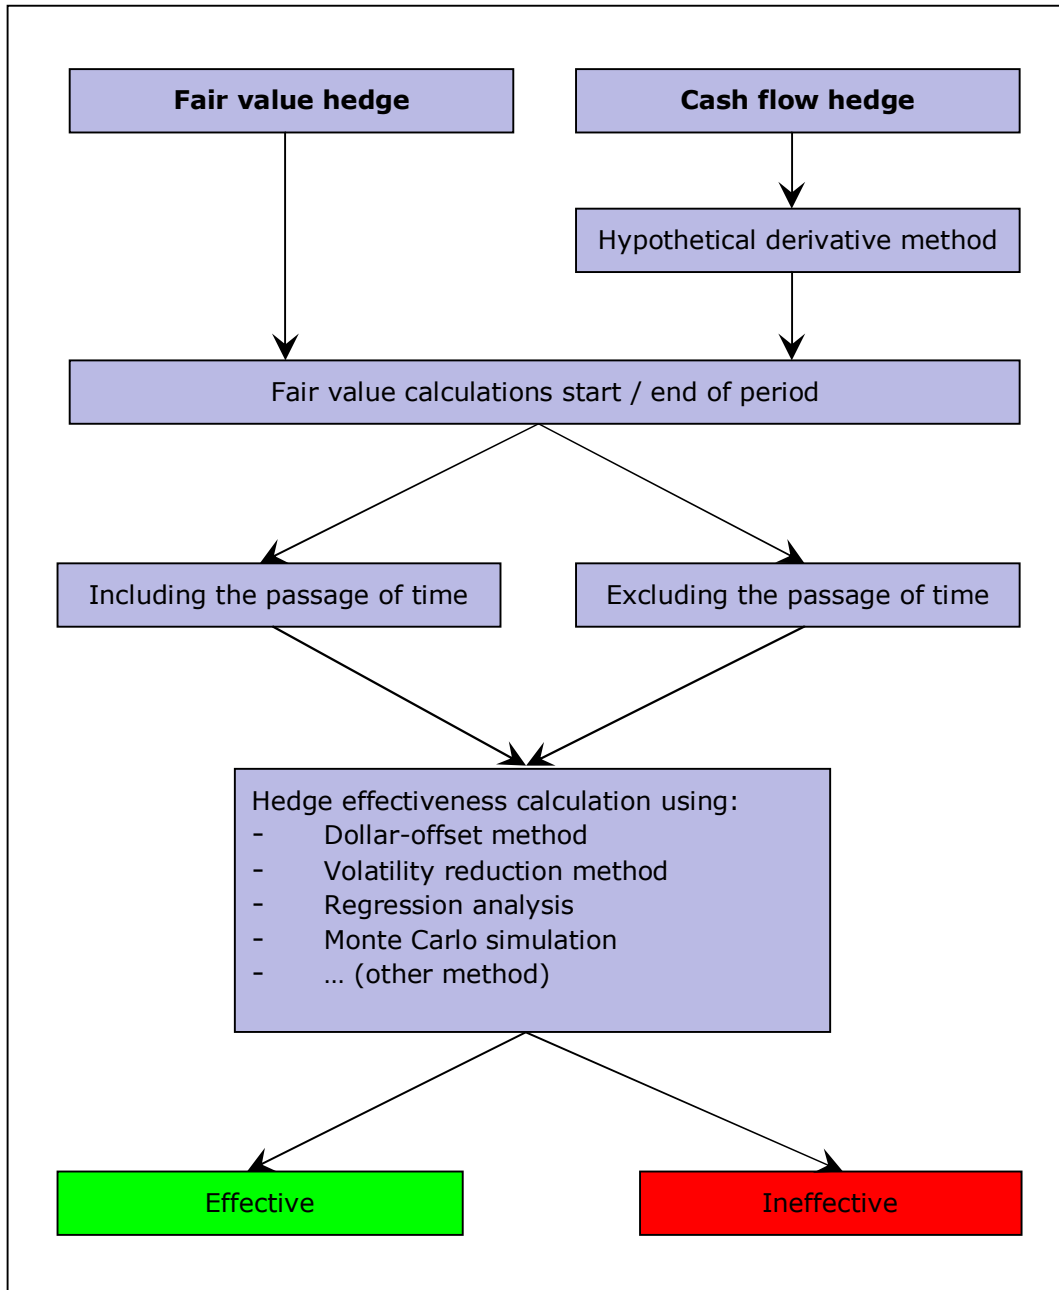 Fair value hedge
Cash flow hedge
Hypothetical derivative method
Fair value calculations start / end of period
Including the passage of time
Excluding the passage of time
Hedge effectiveness calculation using:
- Dollar-offset method
- Volatility reduction method
- Regression analysis
- Monte Carlo simulation
- … (other method)
Effective
Ineffective